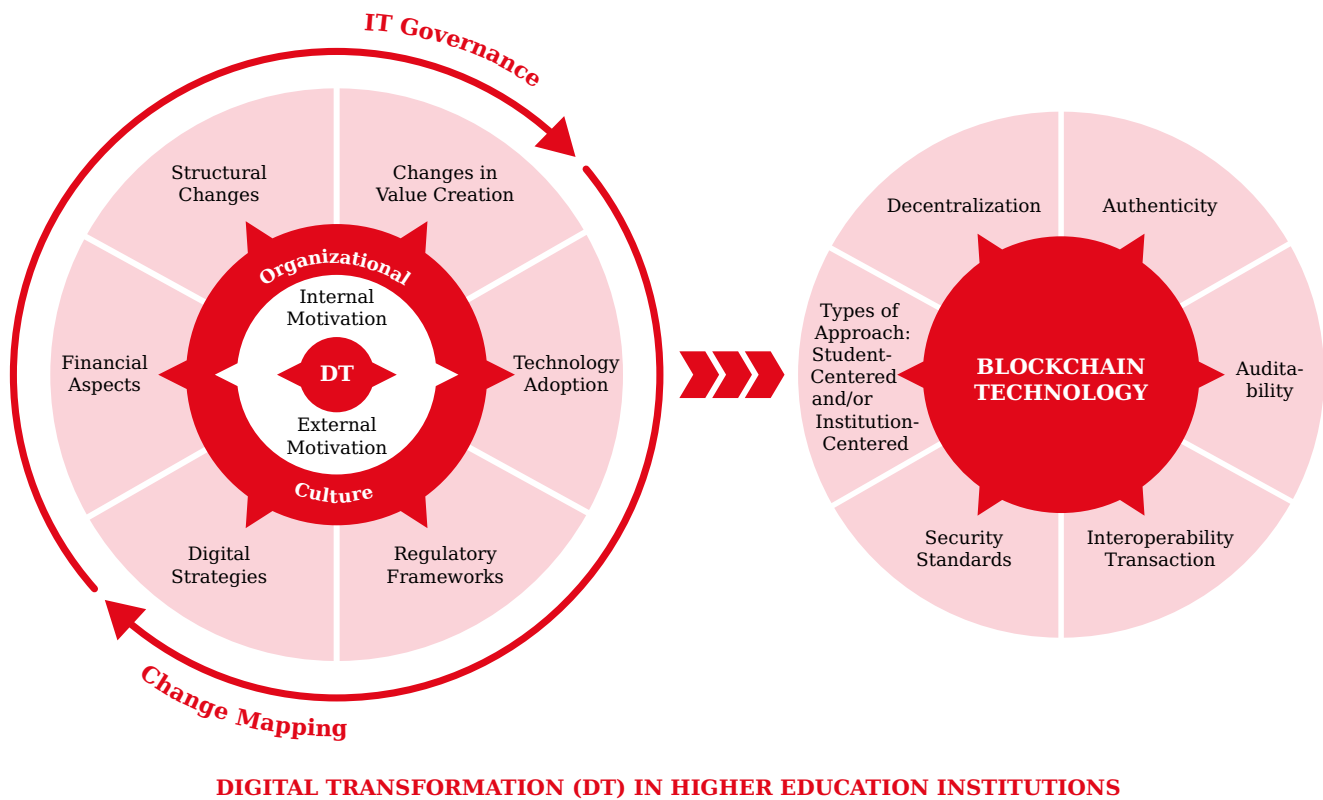 IT Governance
Structural
Changes
Changes in
Value Creation
Organizational
Internal
Motivation
Financial
Aspects
DT
Technology
Adoption
External
Motivation
Culture
Digital
Strategies
Regulatory
Frameworks
Change Mapping
Decentralization
Authenticity
Types of
Approach:
Student-
Centered
and/or
Institution-
Centered
BLOCKCHAIN
TECHNOLOGY
Audita-
bility
Security
Standards
Interoperability
Transaction
DIGITAL TRANSFORMATION (DT) IN HIGHER EDUCATION INSTITUTIONS